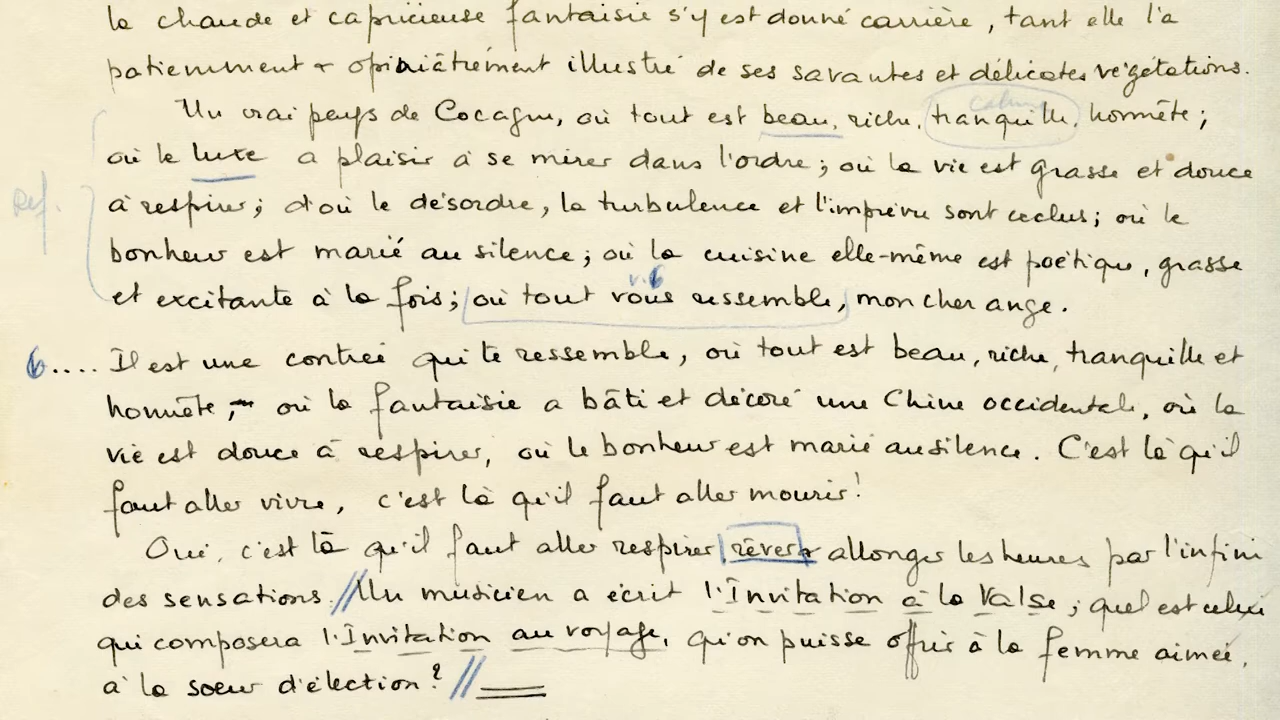 la chaude et capricieuse fantaisie s'y est donné carrière, tant elle l'a
patiemment & opiniâtrément illustré de ses savantes et délicates végétations.
calme
Un vrai pays de Cocagne, où tout est beau, riche, tranquille, honnête ;
où le luxe a plaisir à se mirer dans l'ordre ; où la vie est grasse et douce
Ref. à respirer ; d'où le désordre, la turbulence et l'imprévu sont exclus ; où le
bonheur est marié au silence ; où la cuisine elle-même est poétique, grasse
v. 6
et excitante à la fois ; où tout vous ressemble, mon cher ange.
6 .... Il est une contrée qui te ressemble, où tout est beau, riche, tranquille et
honnête, où la fantaisie a bâti et décoré une Chine occidentale, où la
vie est douce à respirer, où le bonheur est marié au silence. C'est là qu'il
faut aller vivre, c'est là qu'il faut aller mourir !
Oui, c'est là qu'il faut aller respirer rêver & allonger les heures par l'infini
des sensations. // Un musicien a écrit l'Invitation à la Valse ; quel est celui
qui composera l'Invitation au voyage, qu'on puisse offrir à la femme aimée,
à la soeur d'élection ? //